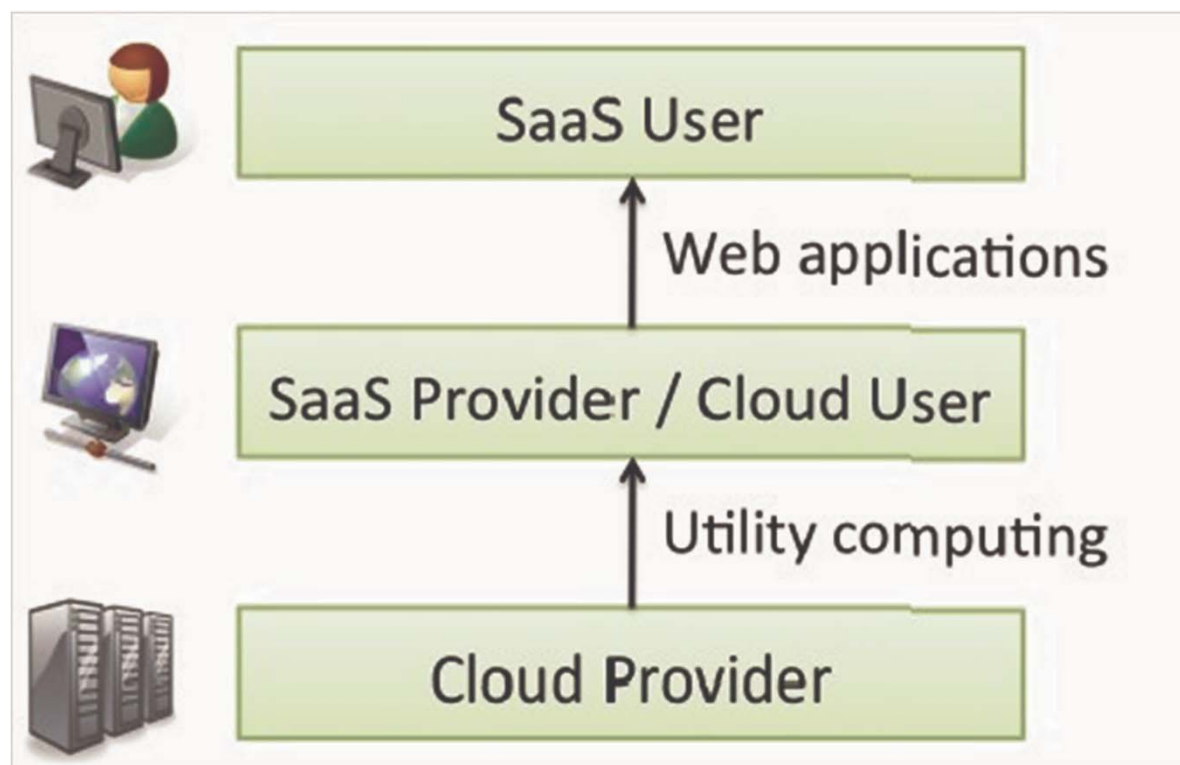 SaaS User
Web applications
SaaS Provider / Cloud User
Utility computing
Cloud Provider